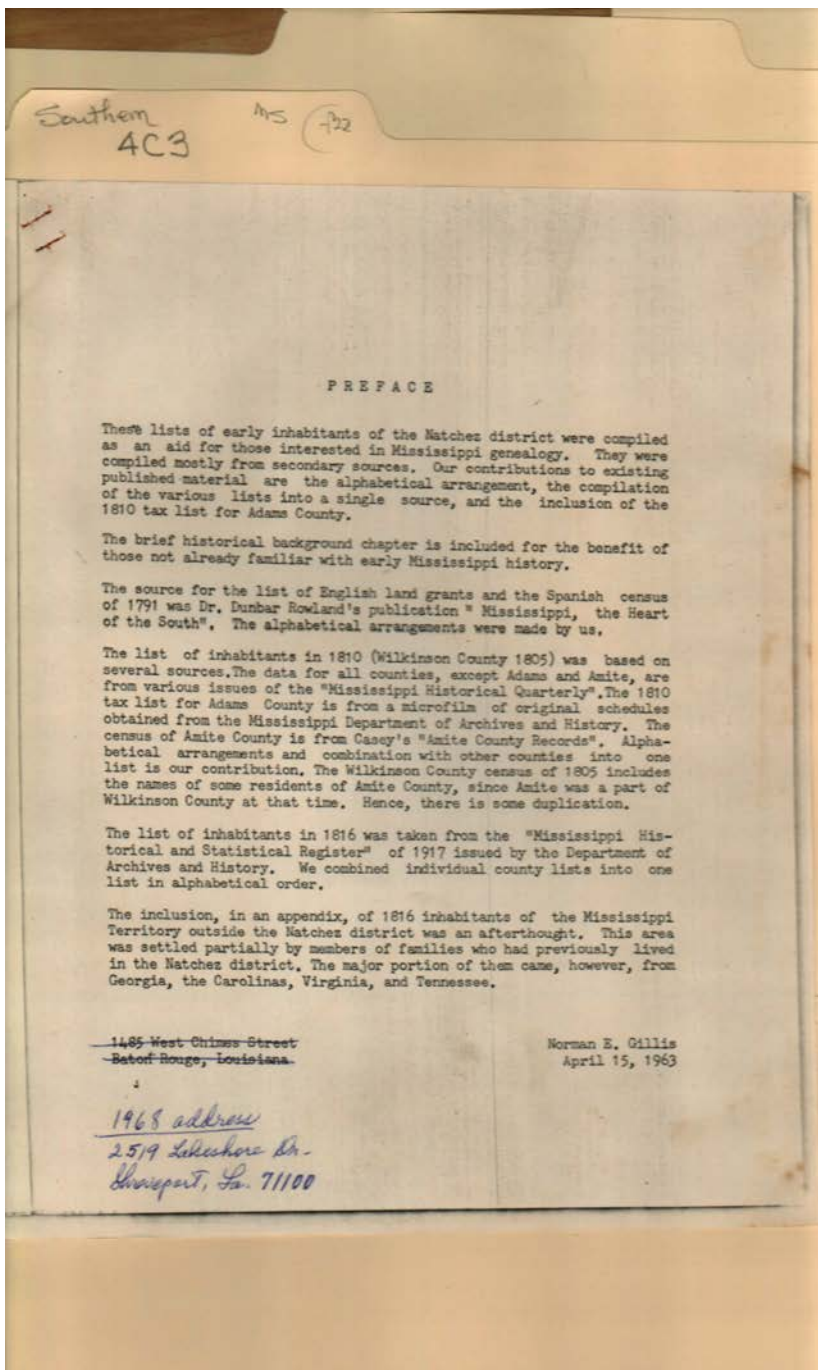 Southern MS
4C3
PREFACE
These lists of early inhabitants of the Natchez district were compiled
as an aid for those interested in Mississippi genealogy. They were
compiled mostly from secondary sources. Our contributions to existing
published material are the alphabetical arrangement, the compilation
of the various lists into a single source, and the inclusion of the
1810 tax list for Adams County.
The brief historical background chapter is included for the benefit of
those not already familiar with early Mississippi history.
The source for the list of English land grants and the Spanish census
of 1791 was Dr. Dunbar Rowland's publication " Mississippi, the Heart
of the South". The alphabetical arrangements were made by us.
The list of inhabitants in 1810 (Wilkinson County 1805) was based on
several sources.The data for all counties, except Adams and Amite, are
from various issues of the "Mississippi Historical Quarterly".The 1810
tax list for Adams County is from a microfilm of original schedules
obtained from the Mississippi Department of Archives and History. The
census of Amite County is from Casey's "Amite County Records". Alpha-
betical arrangements and combination with other counties into one
list is our contribution. The Wilkinson County census of 1805 includes
the names of some residents of Amite County, since Amite was a part of
Wilkinson County at that time. Hence, there is some duplication.
The list of inhabitants in 1816 was taken from the "Mississippi His-
torical and Statistical Register" of 1917 issued by the Department of
Archives and History. We combined individual county lists into one
list in alphabetical order.
The inclusion, in an appendix, of 1816 inhabitants of the Mississippi
Territory outside the Natchez district was an afterthought. This area
was settled partially by members of families who had previously lived
in the Natchez district. The major portion of them came, however, from
Georgia, the Carolinas, Virginia, and Tennessee.
1485 West Chimes Street Norman E. Gillis
Baton Rouge, Louisiana April 15, 1963
1968 address
2519 Lakeshore Dr.
Shreveport, La. 71100